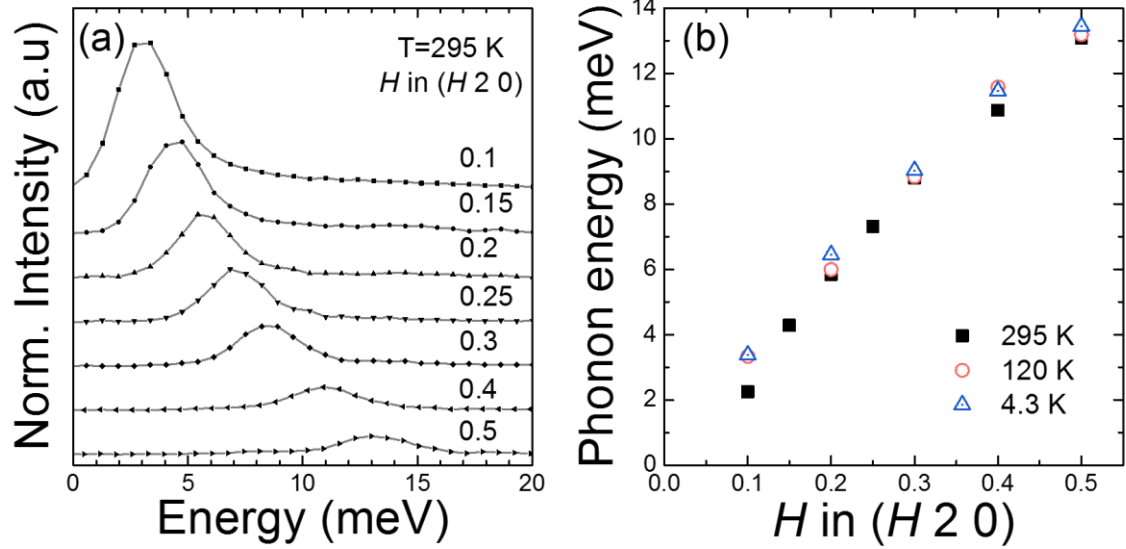 (a)
T=295 K
H in (H 2 0)
0.1
0.15
0.2
0.25
0.3
0.4
0.5
Norm. Intensity (a.u)
0 5 10 15 20
Energy (meV)
(b)
14
12
10
8
6
4
2
0
Phonon energy (meV)
295 K
120 K
4.3 K
0.0 0.1 0.2 0.3 0.4 0.5
H in (H 2 0)